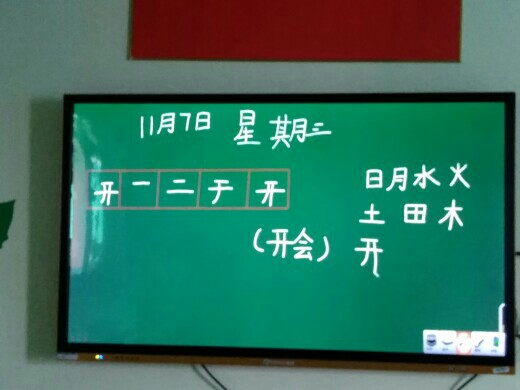 11月7日 星期三
开 一 二 于 开
(开会)
日月水火
土田木
开